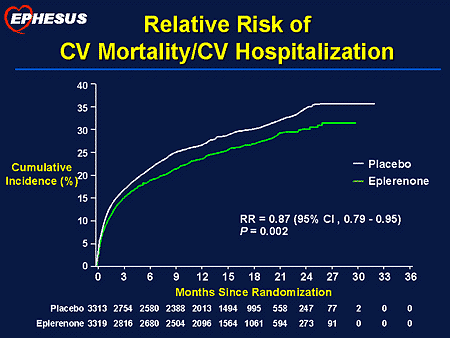 EPHESUS
Relative Risk of
CV Mortality/CV Hospitalization
40
35
30
25
20
15
10
5
0
Cumulative
Incidence (%)
Placebo
Eplerenone
RR = 0.87 (95% CI , 0.79 - 0.95)
P = 0.002
0 3 6 9 12 15 18 21 24 27 30 33 36
Months Since Randomization
Placebo 3313 2754 2580 2388 2013 1494 995 558 247 77 2 0 0
Eplerenone 3319 2816 2680 2504 2096 1564 1061 594 273 91 0 0 0